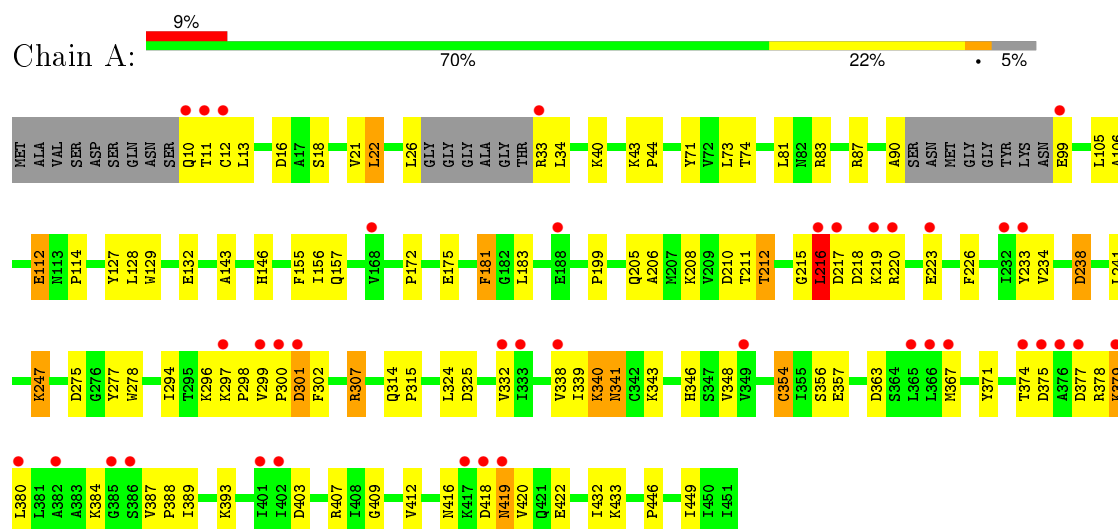 9%
Chain A:
70% 22% • 5%
MET ALA VAL SER ASP SER GLN ASN SER Q10 T11 C12 L13 D16 A17 S18 V21 L22 L26 GLY GLY GLY ALA GLY THR R33 L34 K40 K43 P44 Y71 V72 L73 T74 L81 N82 R83 R87 A90 SER ASN MET GLY GLY TYR LYS ASN E99 L105 A106
E112 N113 P114 Y127 L128 W129 E132 A143 H146 F155 I156 Q157 V168 P172 E175 F181 G182 L183 E188 P199 Q205 A206 M207 K208 V209 D210 T211 T212 G215 L216 D217 D218 K219 R220 E223 F226 I232 Y233 V234 D238
K247 D275 G276 Y277 W278 I294 T295 K296 K297 P298 V299 P300 D301 F302 R307 Q314 P315 L324 D325 V332 I333 V338 I339 K340 N341 C342 K343 H346 S347 V348 V349 C354 I355 S356 E357 D363 S364 L365 L366 M367 Y371 T374 D375 A376 D377 R378 K379
L380 L381 A382 A383 K384 G385 S386 V387 P388 I389 K393 I401 I402 D403 R407 I408 G409 V412 N416 K417 D418 N419 V420 Q421 E422 I432 K433 P446 I449 I450 I451